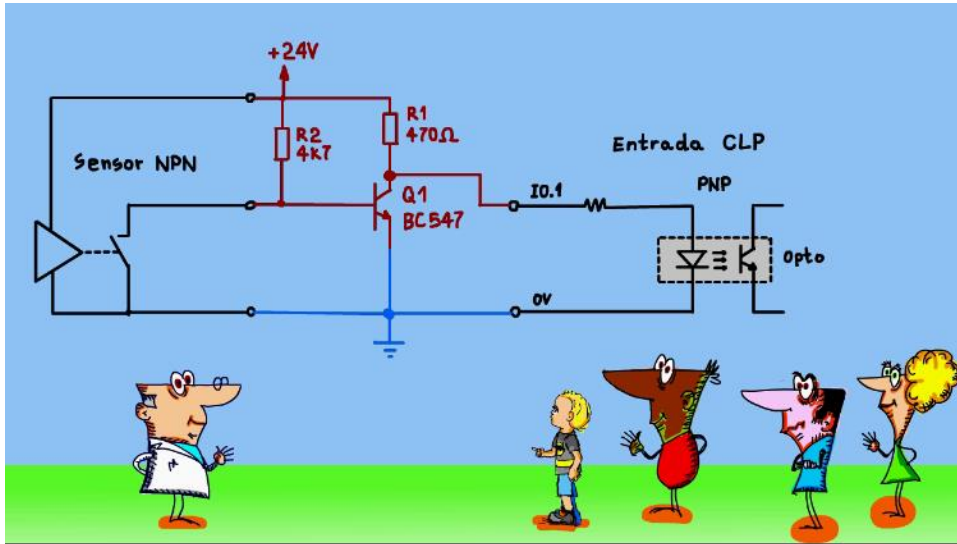 +24V
R1
470Ω
R2
4K7
Sensor NPN
Entrada CLP
PNP
Q1
BC547
I0.1
Opto
0V